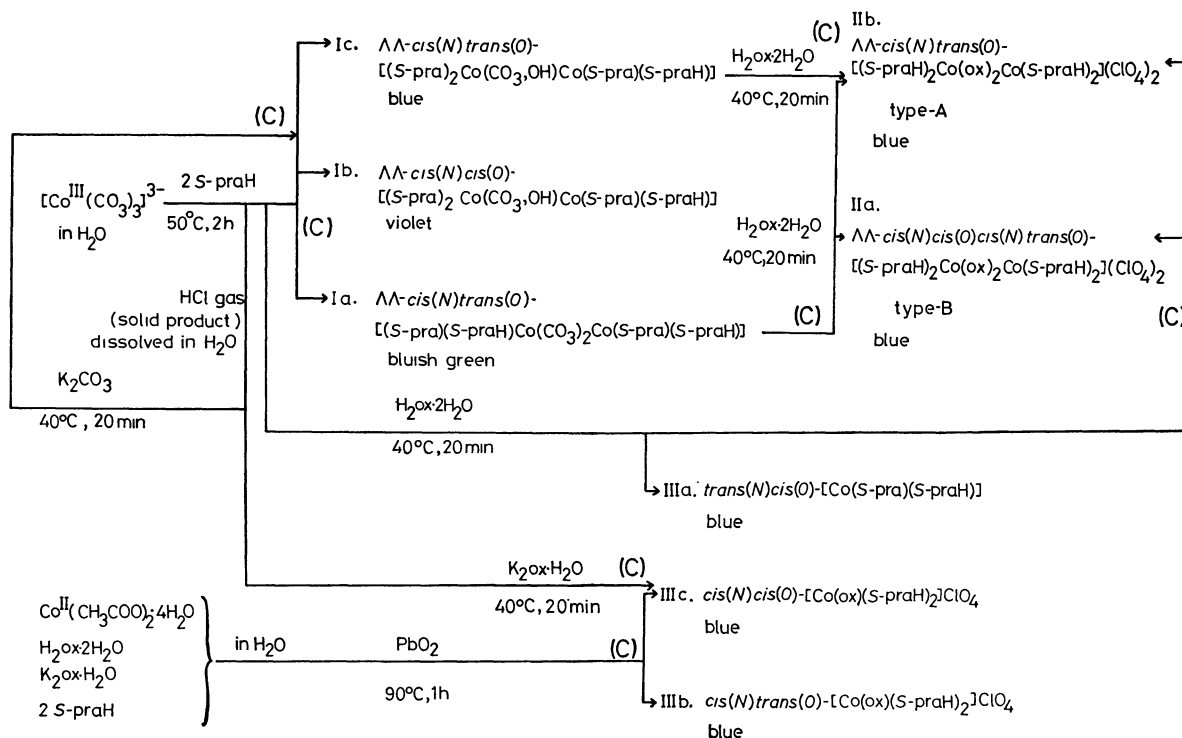 Ic. ΛΛ-cis(N)trans(O)-
[(S-pra)₂Co(CO₃,OH)Co(S-pra)(S-praH)]
blue
H₂ox·2H₂O
40°C,20min
(C)
IIb.
ΛΛ-cis(N)trans(O)-
[(S-praH)₂Co(ox)₂Co(S-praH)₂](ClO₄)₂
type-A
blue
(C)
[Coᴵᴵᴵ(CO₃)₃]³⁻
in H₂O
2 S-praH
50°C,2h
(C)
Ib. ΛΛ-cis(N)cis(O)-
[(S-pra)₂ Co(CO₃,OH)Co(S-pra)(S-praH)]
violet
H₂ox·2H₂O
40°C,20min
IIa.
ΛΛ-cis(N)cis(O)cis(N)trans(O)-
[(S-praH)₂Co(ox)₂Co(S-praH)₂](ClO₄)₂
type-B
blue
(C)
HCl gas
(solid product)
dissolved in H₂O
K₂CO₃
40°C, 20min
Ia. ΛΛ-cis(N)trans(O)-
[(S-pra)(S-praH)Co(CO₃)₂Co(S-pra)(S-praH)]
bluish green
(C)
H₂ox·2H₂O
40°C,20min
IIIa. trans(N)cis(O)-[Co(S-pra)(S-praH)]
blue
K₂ox·H₂O
40°C,20min
(C)
IIIc. cis(N)cis(O)-[Co(ox)(S-praH)₂]ClO₄
blue
Coᴵᴵ(CH₃COO)₂·4H₂O
H₂ox·2H₂O
K₂ox·H₂O
2 S-praH
in H₂O
PbO₂
90°C,1h
(C)
IIIb. cis(N)trans(O)-[Co(ox)(S-praH)₂]ClO₄
blue